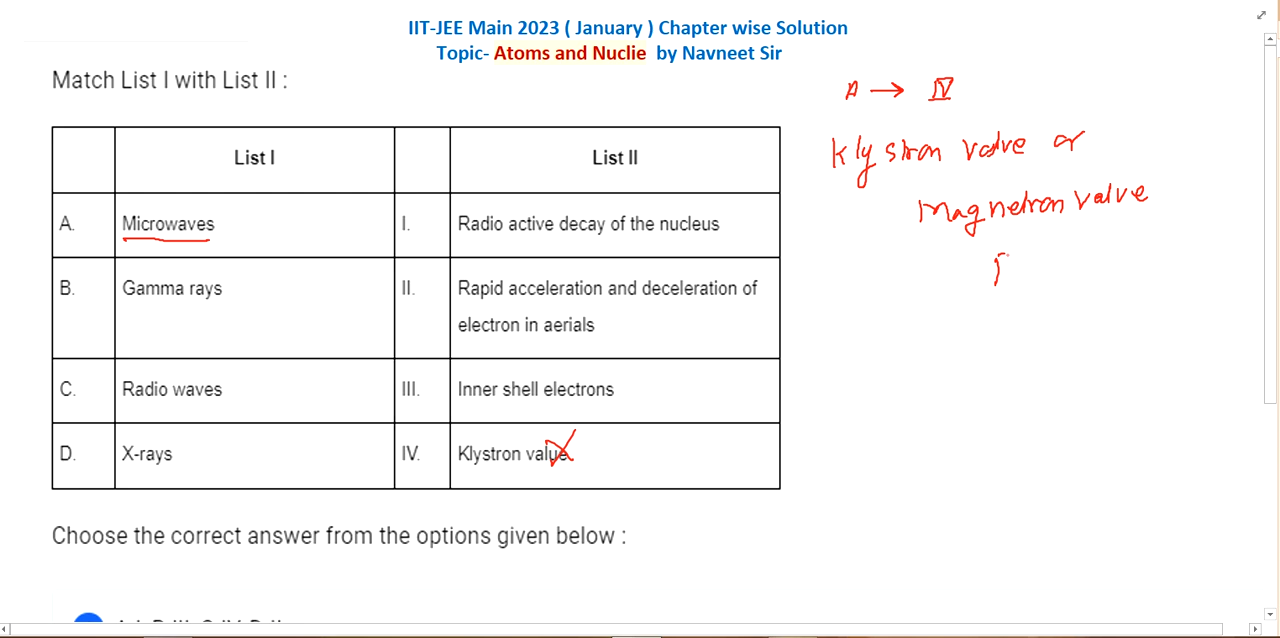 IIT-JEE Main 2023 ( January ) Chapter wise Solution
Topic- Atoms and Nuclie by Navneet Sir
Match List I with List II :
List I List II
A. Microwaves I. Radio active decay of the nucleus
B. Gamma rays II. Rapid acceleration and deceleration of
electron in aerials
C. Radio waves III. Inner shell electrons
D. X-rays IV. Klystron value
Choose the correct answer from the options given below :
A → IV
Klystron valve or
Magnetron valve